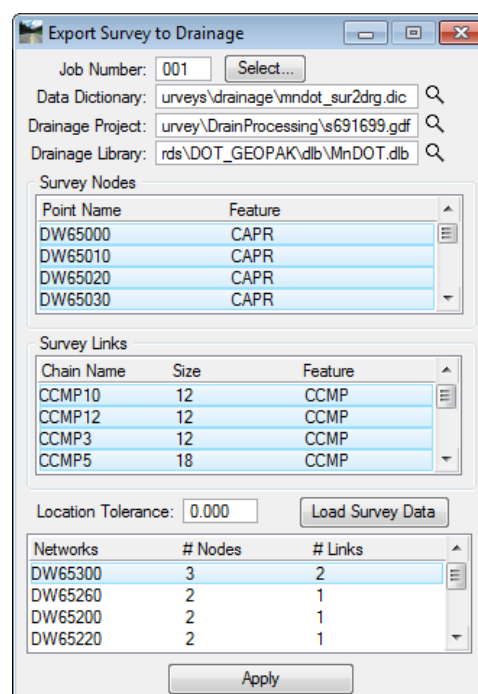 Export Survey to Drainage
Job Number: 001 Select...
Data Dictionary: urveys\drainage\mndot_sur2drg.dic
Drainage Project: urvey\DrainProcessing\s691699.gdf
Drainage Library: rds\DOT_GEOPAK\dlb\MnDOT.dlb
Survey Nodes
Point Name Feature
DW65000 CAPR
DW65010 CAPR
DW65020 CAPR
DW65030 CAPR
Survey Links
Chain Name Size Feature
CCMP10 12 CCMP
CCMP12 12 CCMP
CCMP3 12 CCMP
CCMP5 18 CCMP
Location Tolerance: 0.000 Load Survey Data
Networks # Nodes # Links
DW65300 3 2
DW65260 2 1
DW65200 2 1
DW65220 2 1
Apply